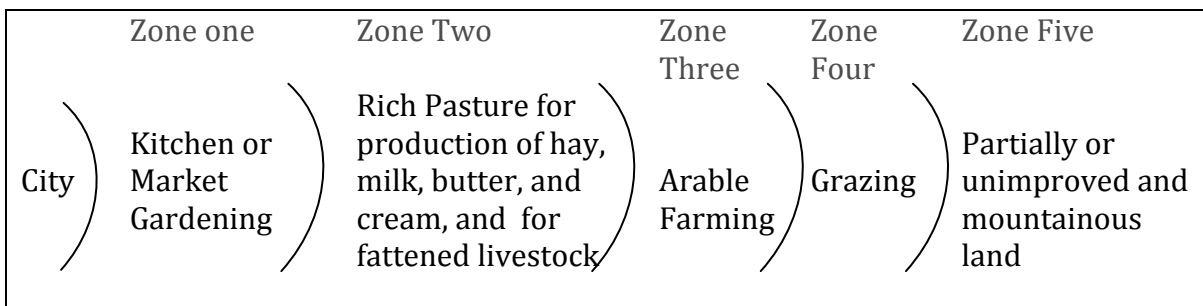 Zone one
Zone Two
Zone
Three
Zone
Four
Zone Five
City
Kitchen or
Market
Gardening
Rich Pasture for
production of hay,
milk, butter, and
cream, and  for
fattened livestock
Arable
Farming
Grazing
Partially or
unimproved and
mountainous
land